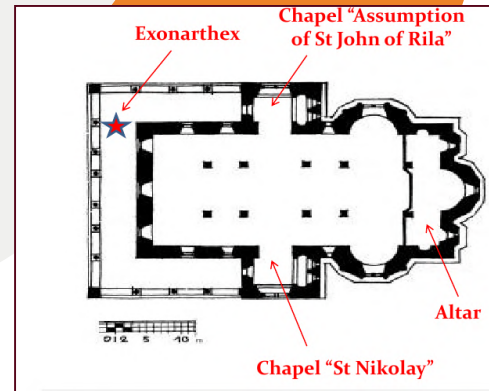 Chapel “Assumption
of St John of Rila”
Exonarthex
Altar
Chapel “St Nikolay”
0 1 2 5 10 m